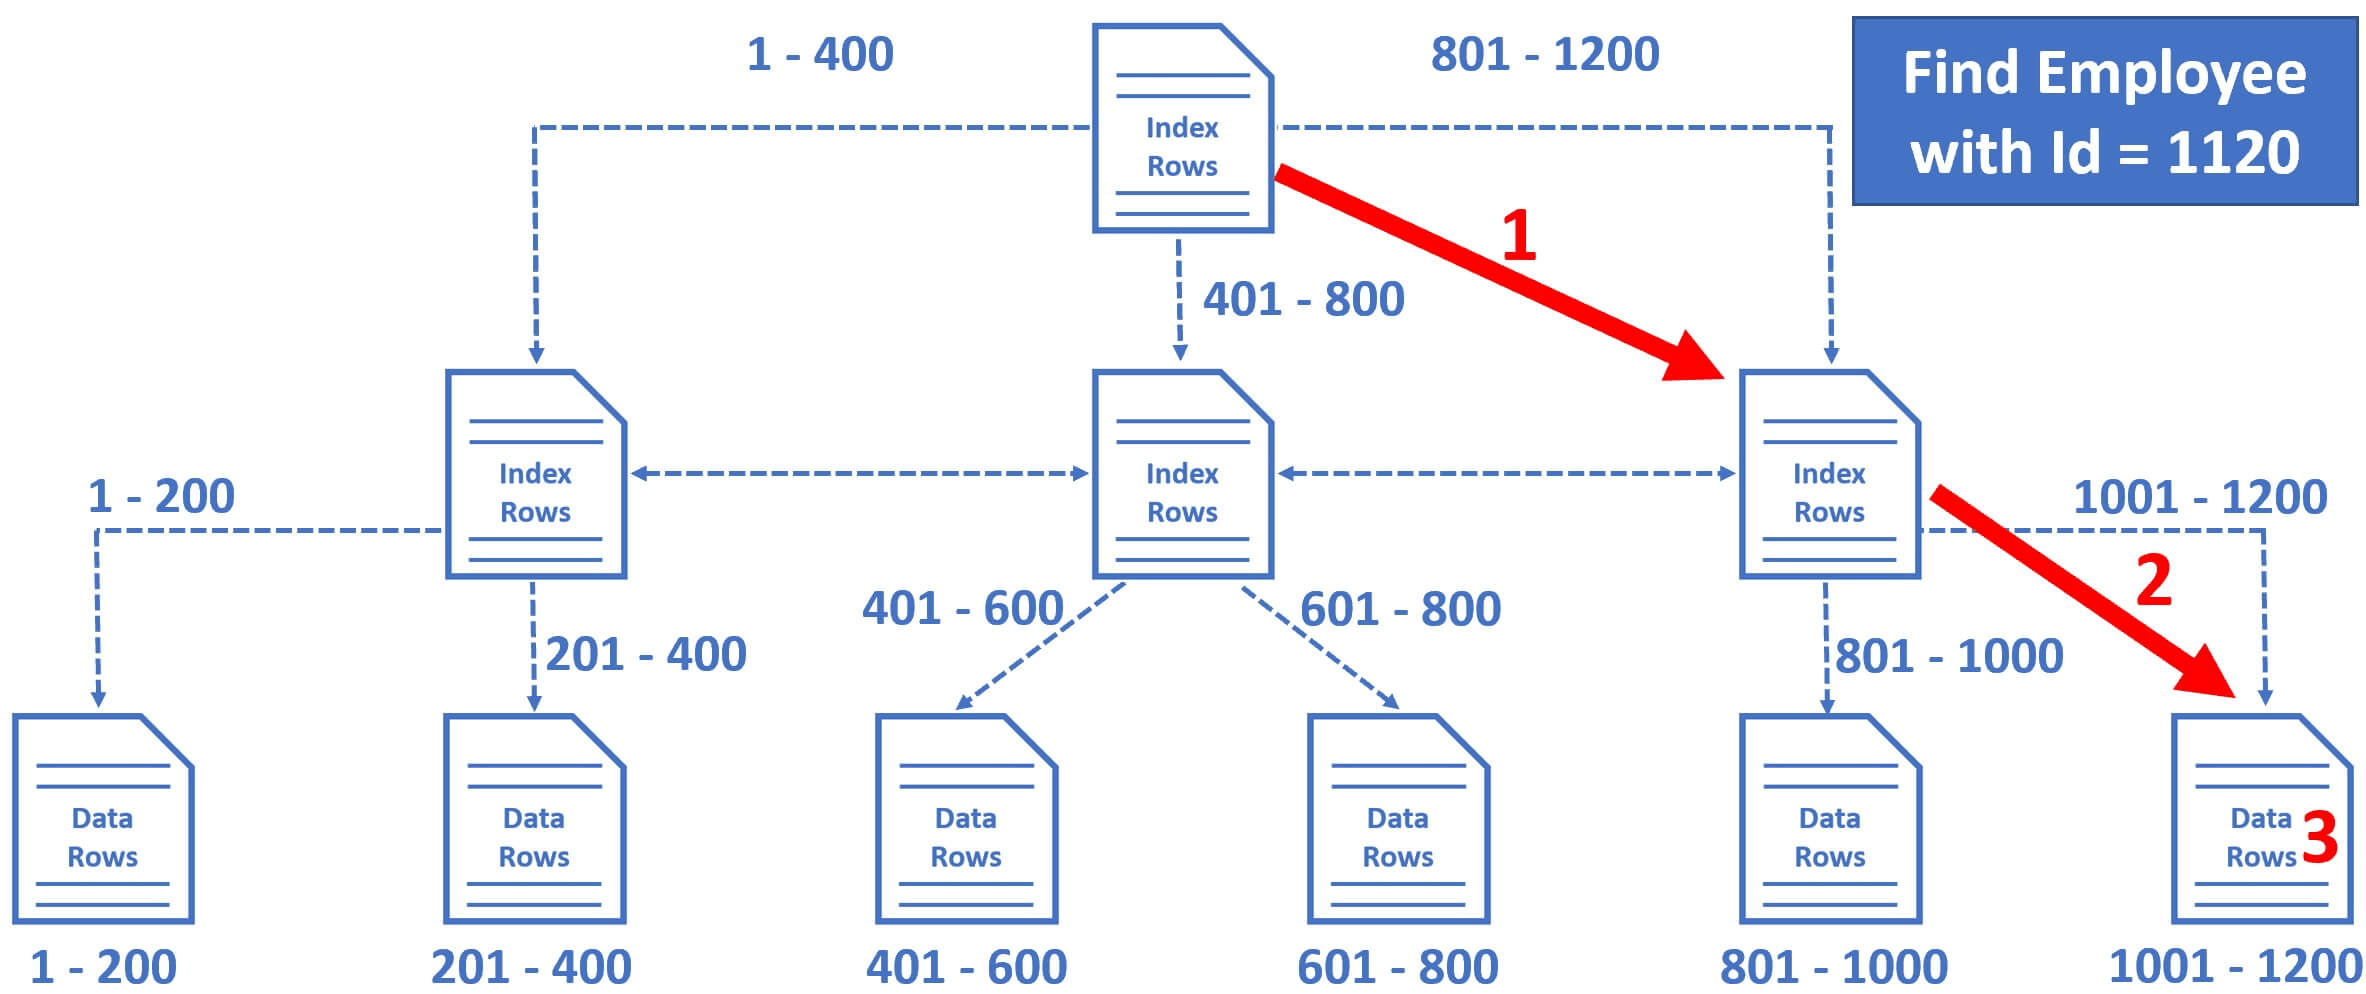 1 - 400
801 - 1200
Find Employee
with Id = 1120
Index
Rows
1
401 - 800
Index
Rows
Index
Rows
Index
Rows
1 - 200
1001 - 1200
2
401 - 600
601 - 800
201 - 400
801 - 1000
Data
Rows
Data
Rows
Data
Rows
Data
Rows
Data
Rows
Data
Rows
3
1 - 200
201 - 400
401 - 600
601 - 800
801 - 1000
1001 - 1200